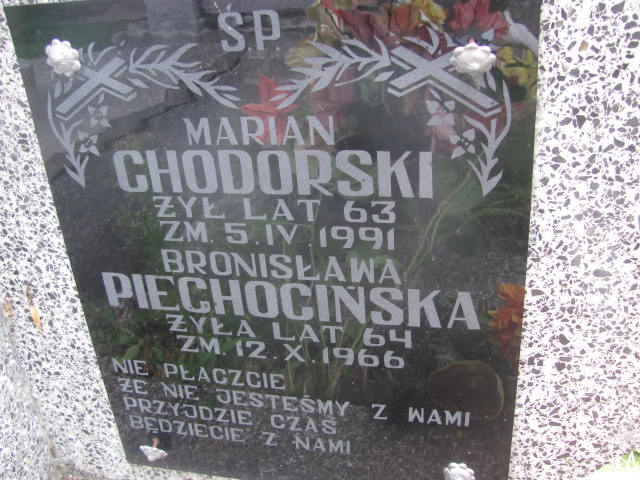 Ś.P.
MARIAN
CHODORSKI
ŻYŁ LAT 63
ZM. 5.IV 1991
BRONISŁAWA
PIECHOCIŃSKA
ŻYŁA LAT 64
ZM. 12.X 1966
NIE PŁACZCIE
ŻE NIE JESTEŚMY Z WAMI
PRZYJDZIE CZAS
BĘDZIECIE Z NAMI